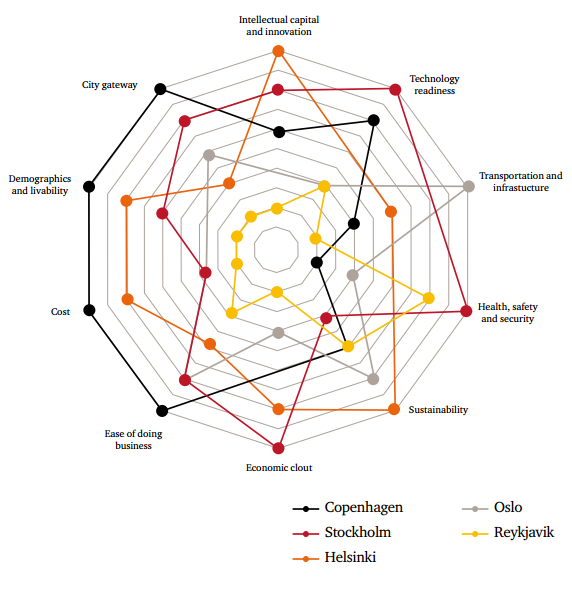 Intellectual capital
and innovation
City gateway
Technology
readiness
Demographics
and livability
Transportation and
infrastucture
Cost
Health, safety
and security
Ease of doing
business
Sustainability
Economic clout
Copenhagen
Oslo
Stockholm
Reykjavik
Helsinki